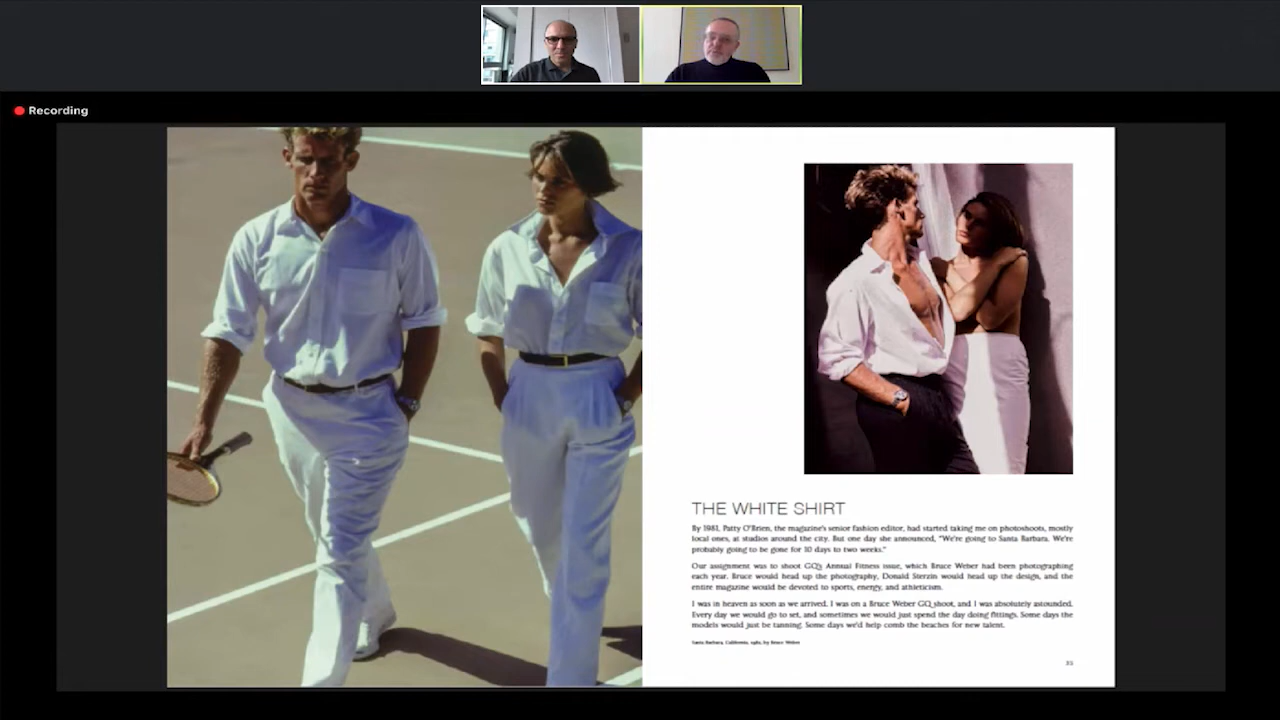 Recording
THE WHITE SHIRT
By 1981, Patty O'Brien, the magazine's senior fashion editor, had started taking me on photoshoots, mostly
local ones, at studios around the city. But one day she announced, "We're going to Santa Barbara. We're
probably going to be gone for 10 days to two weeks."
Our assignment was to shoot GQ's Annual Fitness issue, which Bruce Weber had been photographing
each year. Bruce would head up the photography, Donald Sterzin would head up the design, and the
entire magazine would be devoted to sports, energy, and athleticism.
I was in heaven as soon as we arrived. I was on a Bruce Weber GQ shoot, and I was absolutely astounded.
Every day we would go to set, and sometimes we would just spend the day doing fittings. Some days the
models would just be tanning. Some days we'd help comb the beaches for new talent.
Santa Barbara, California, 1981, by Bruce Weber